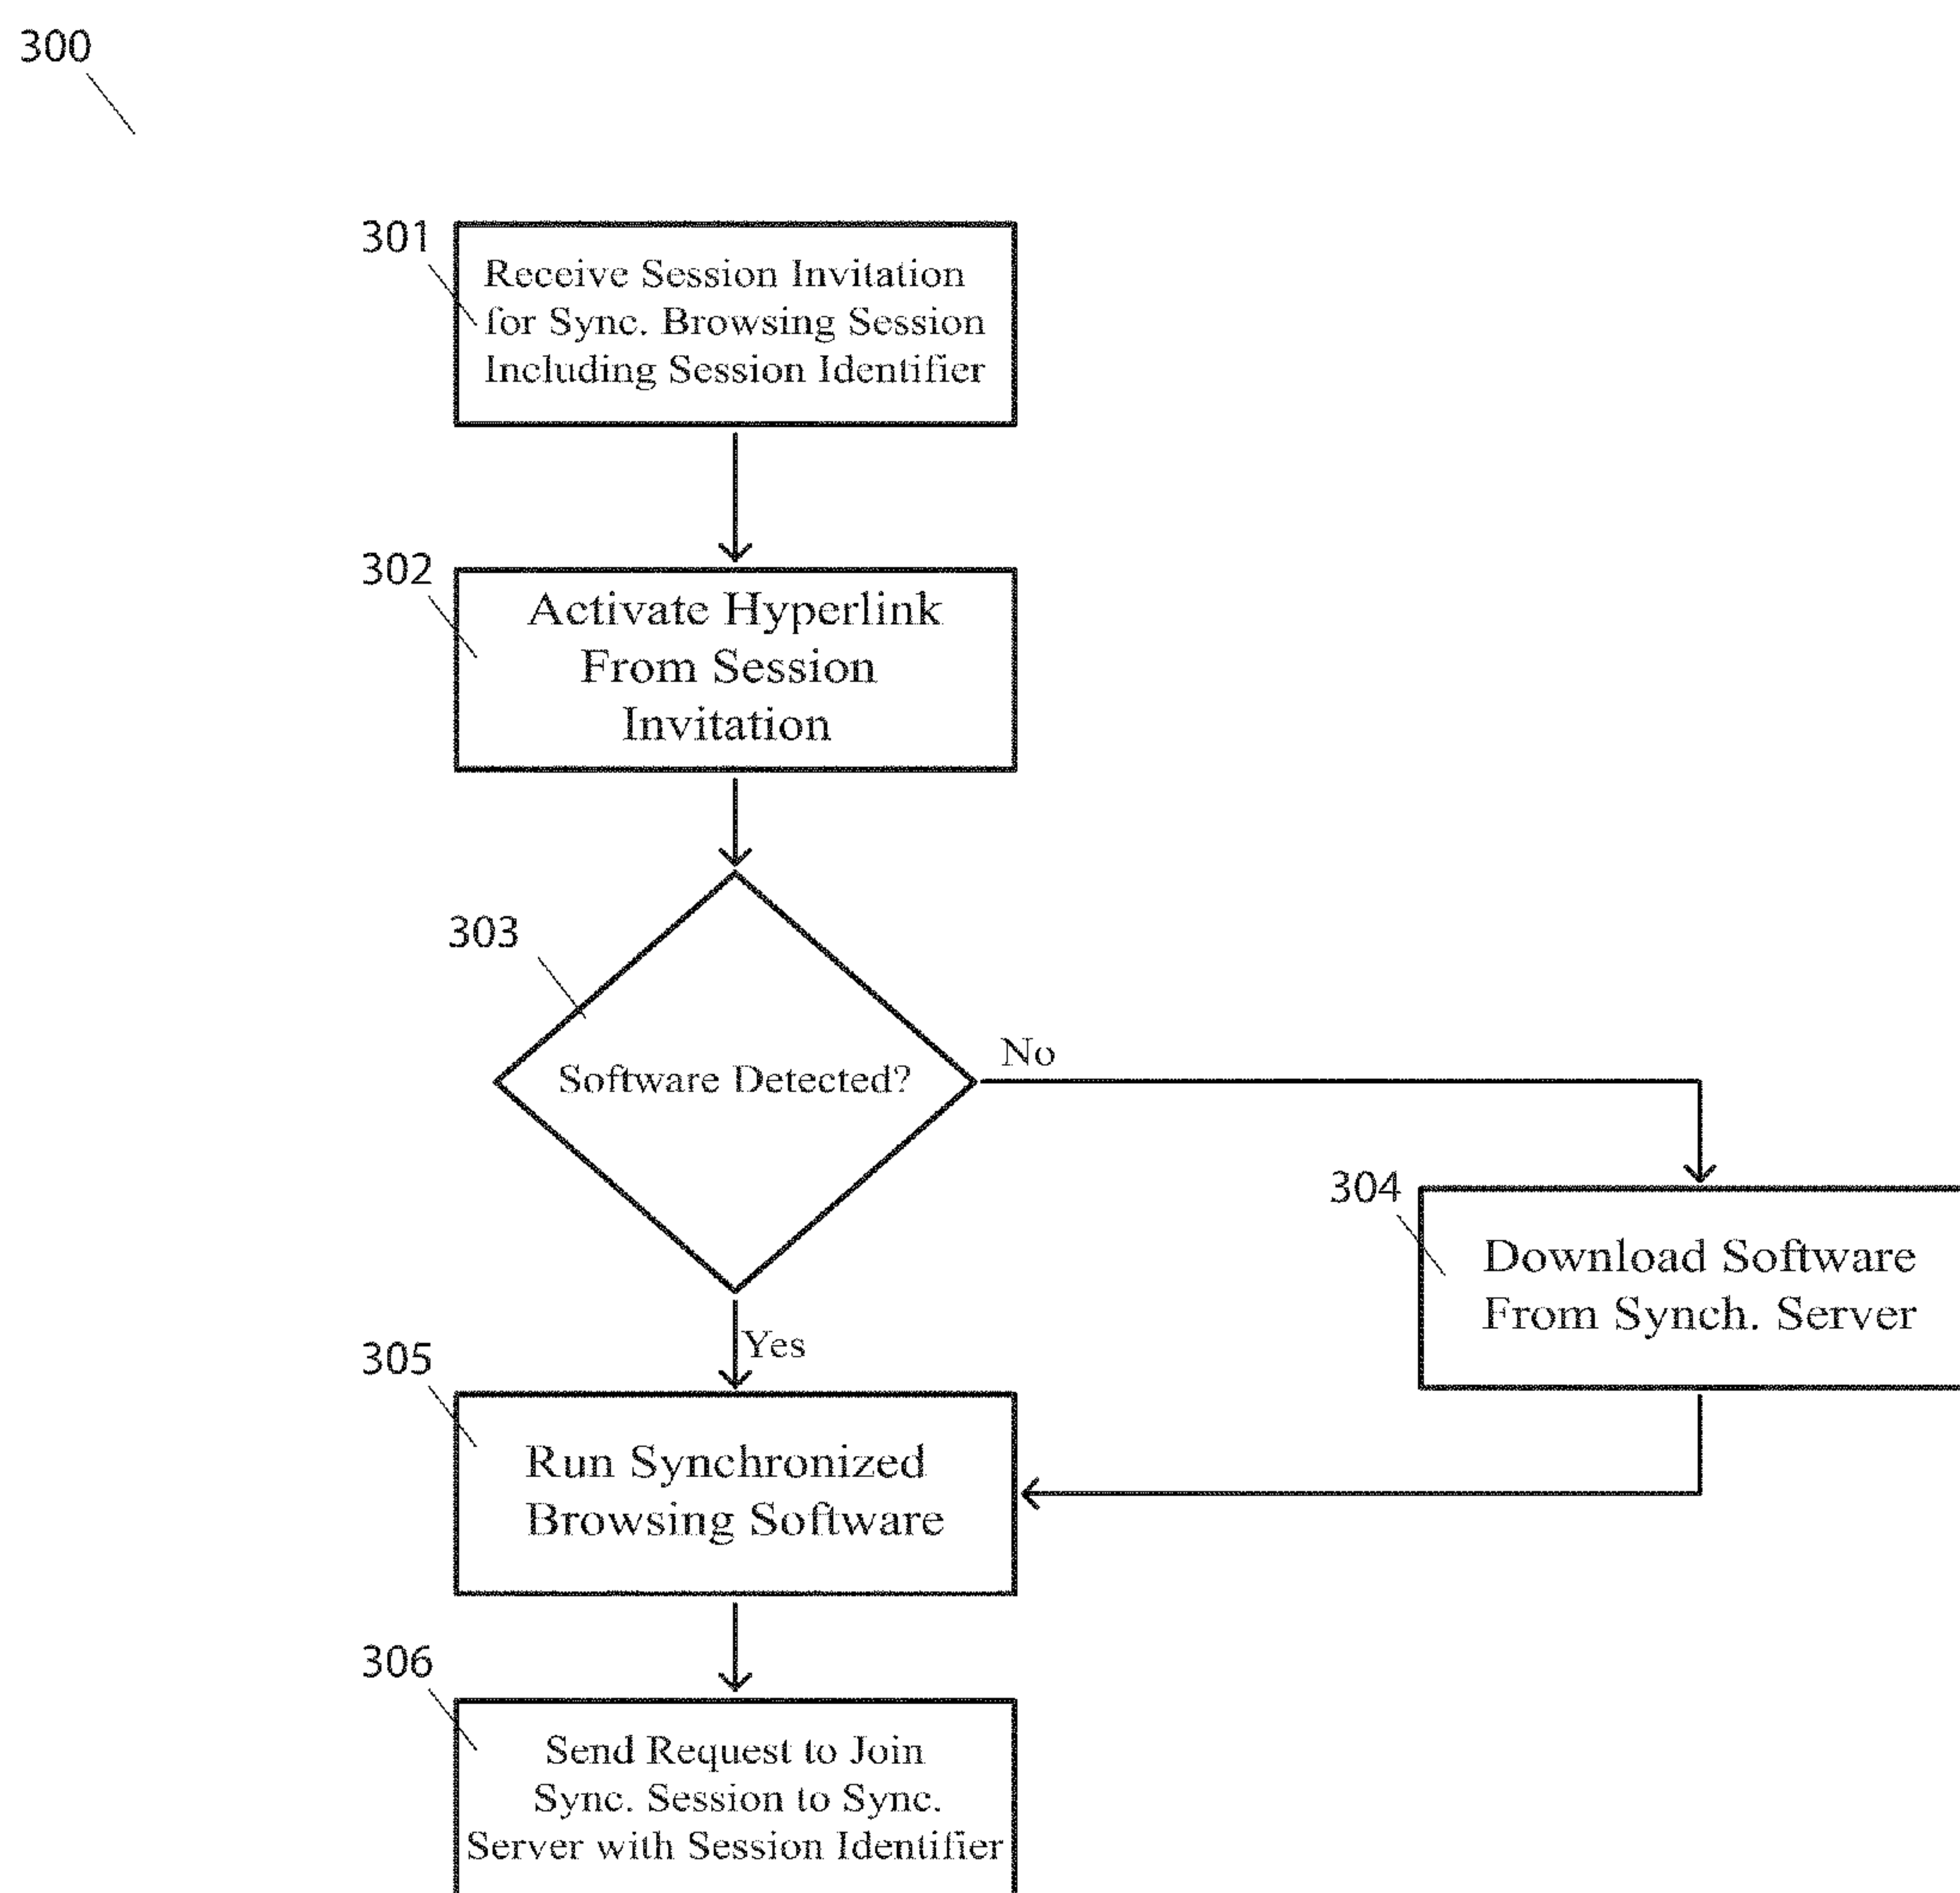 300
301
Receive Session Invitation
for Sync. Browsing Session
Including Session Identifier
302
Activate Hyperlink
From Session
Invitation
303
Software Detected?
No
304
Download Software
From Synch. Server
Yes
305
Run Synchronized
Browsing Software
306
Send Request to Join
Sync. Session to Sync.
Server with Session Identifier